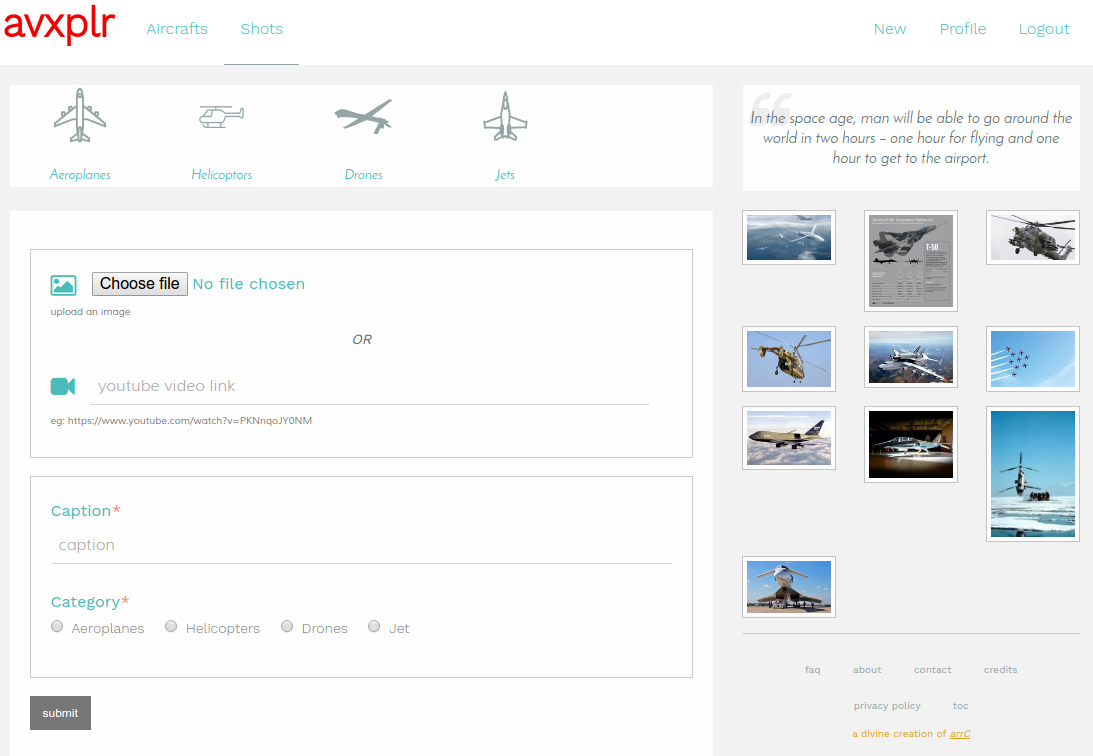 avxplr
Aircrafts Shots
New Profile Logout
Aeroplanes Helicoptors Drones Jets
Choose file No file chosen
upload an image
OR
youtube video link
eg: https://www.youtube.com/watch?v=PKNnqoJY0NM
Caption*
caption
Category*
Aeroplanes Helicopters Drones Jet
submit
“
In the space age, man will be able to go around the
world in two hours – one hour for flying and one
hour to get to the airport.
T-50
faq about contact credits
privacy policy toc
a divine creation of arrC